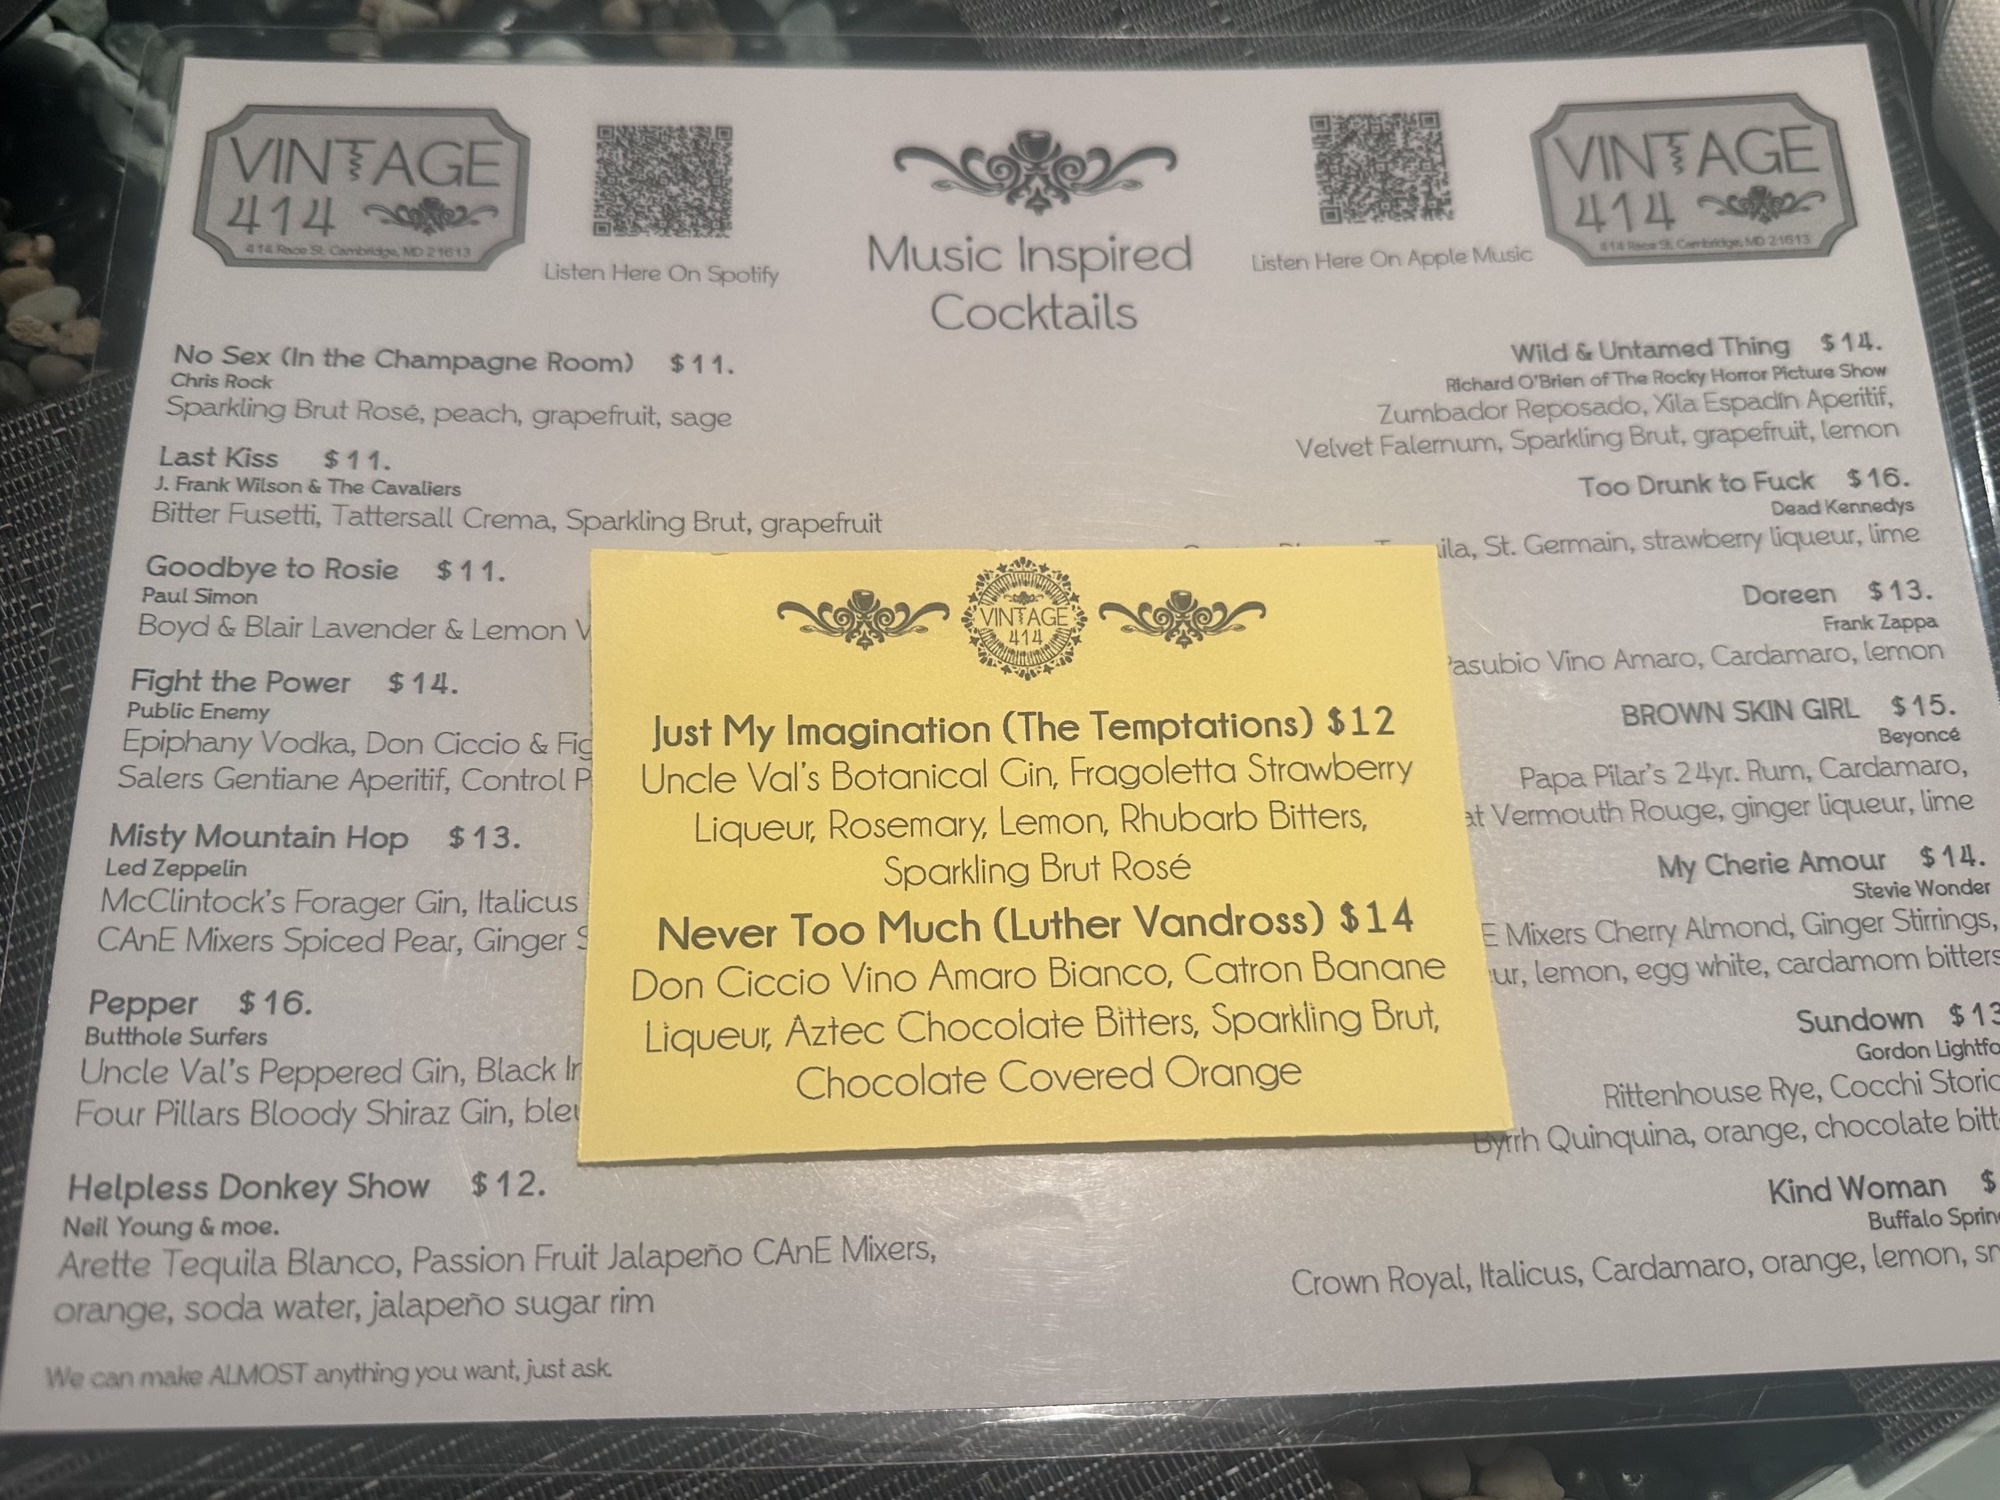 VINTAGE
414
414 Race St. Cambridge, MD 21613
Listen Here On Spotify
Music Inspired
Cocktails
Listen Here On Apple Music
VINTAGE
414
414 Race St. Cambridge, MD 21613
No Sex (In the Champagne Room) $11.
Chris Rock
Sparkling Brut Rosé, peach, grapefruit, sage
Last Kiss $11.
J. Frank Wilson & The Cavaliers
Bitter Fusetti, Tattersall Crema, Sparkling Brut, grapefruit
Goodbye to Rosie $11.
Paul Simon
Boyd & Blair Lavender & Lemon
Fight the Power $14.
Public Enemy
Epiphany Vodka, Don Ciccio & Fig
Salers Gentiane Aperitif, Control
Misty Mountain Hop $13.
Led Zeppelin
McClintock's Forager Gin, Italicus
CAnE Mixers Spiced Pear, Ginger
Pepper $16.
Butthole Surfers
Uncle Val's Peppered Gin, Black
Four Pillars Bloody Shiraz Gin,
Helpless Donkey Show $12.
Neil Young & moe.
Arette Tequila Blanco, Passion Fruit Jalapeño CAnE Mixers,
orange, soda water, jalapeño sugar rim
We can make ALMOST anything you want, just ask.
VINTAGE
414
Just My Imagination (The Temptations) $12
Uncle Val's Botanical Gin, Fragoletta Strawberry
Liqueur, Rosemary, Lemon, Rhubarb Bitters,
Sparkling Brut Rosé
Never Too Much (Luther Vandross) $14
Don Ciccio Vino Amaro Bianco, Catron Banane
Liqueur, Aztec Chocolate Bitters, Sparkling Brut,
Chocolate Covered Orange
Wild & Untamed Thing $14.
Richard O'Brien of The Rocky Horror Picture Show
Zumbador Reposado, Xila Espadín Aperitif,
Velvet Falernum, Sparkling Brut, grapefruit, lemon
Too Drunk to Fuck $16.
Dead Kennedys
St. Germain, strawberry liqueur, lime
Doreen $13.
Frank Zappa
Pasubio Vino Amaro, Cardamaro, lemon
BROWN SKIN GIRL $15.
Beyoncé
Papa Pilar's 24yr. Rum, Cardamaro,
Vermouth Rouge, ginger liqueur, lime
My Cherie Amour $14.
Stevie Wonder
Mixers Cherry Almond, Ginger Stirrings,
lemon, egg white, cardamom bitters
Sundown $13
Gordon Lightfo
Rittenhouse Rye, Cocchi Storic
Byrrh Quinquina, orange, chocolate bitt
Kind Woman $
Buffalo Sprin
Crown Royal, Italicus, Cardamaro, orange, lemon,